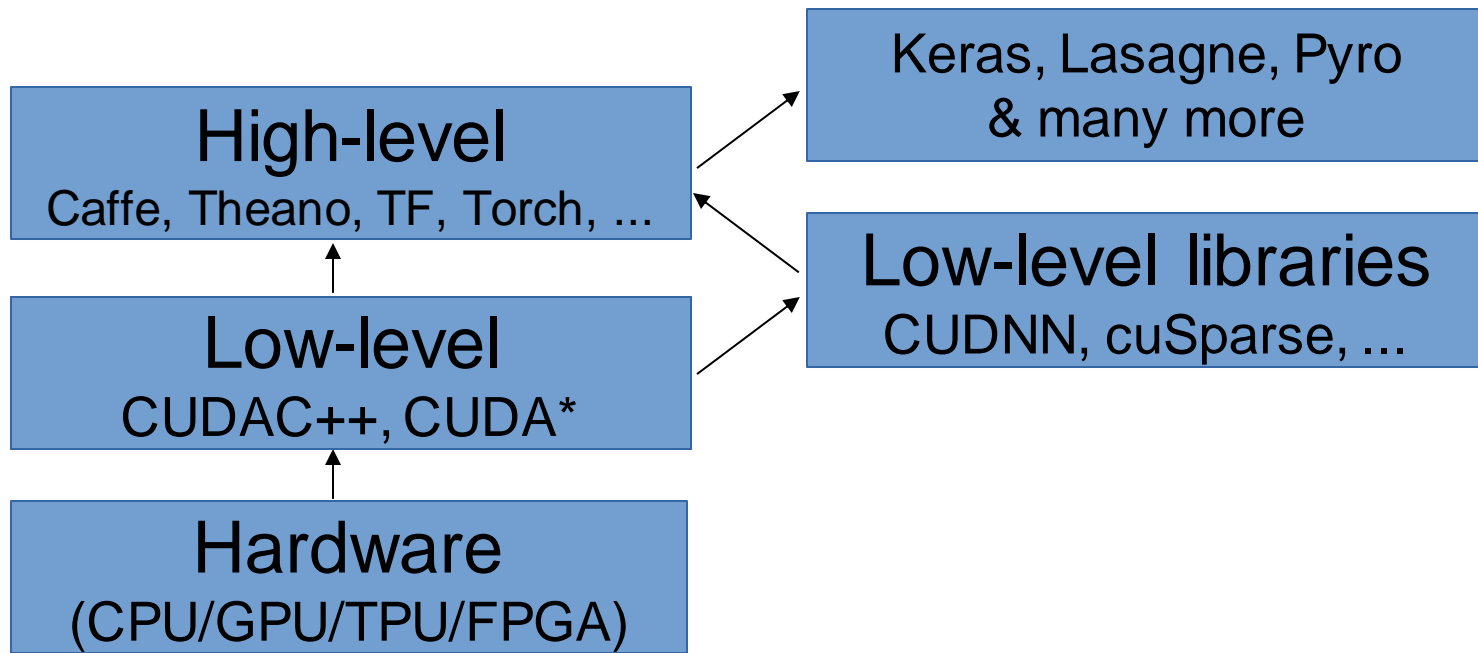 High-level
Caffe, Theano, TF, Torch, ...
Low-level
CUDAC++, CUDA*
Hardware
(CPU/GPU/TPU/FPGA)
Keras, Lasagne, Pyro
& many more
Low-level libraries
CUDNN, cuSparse, ...